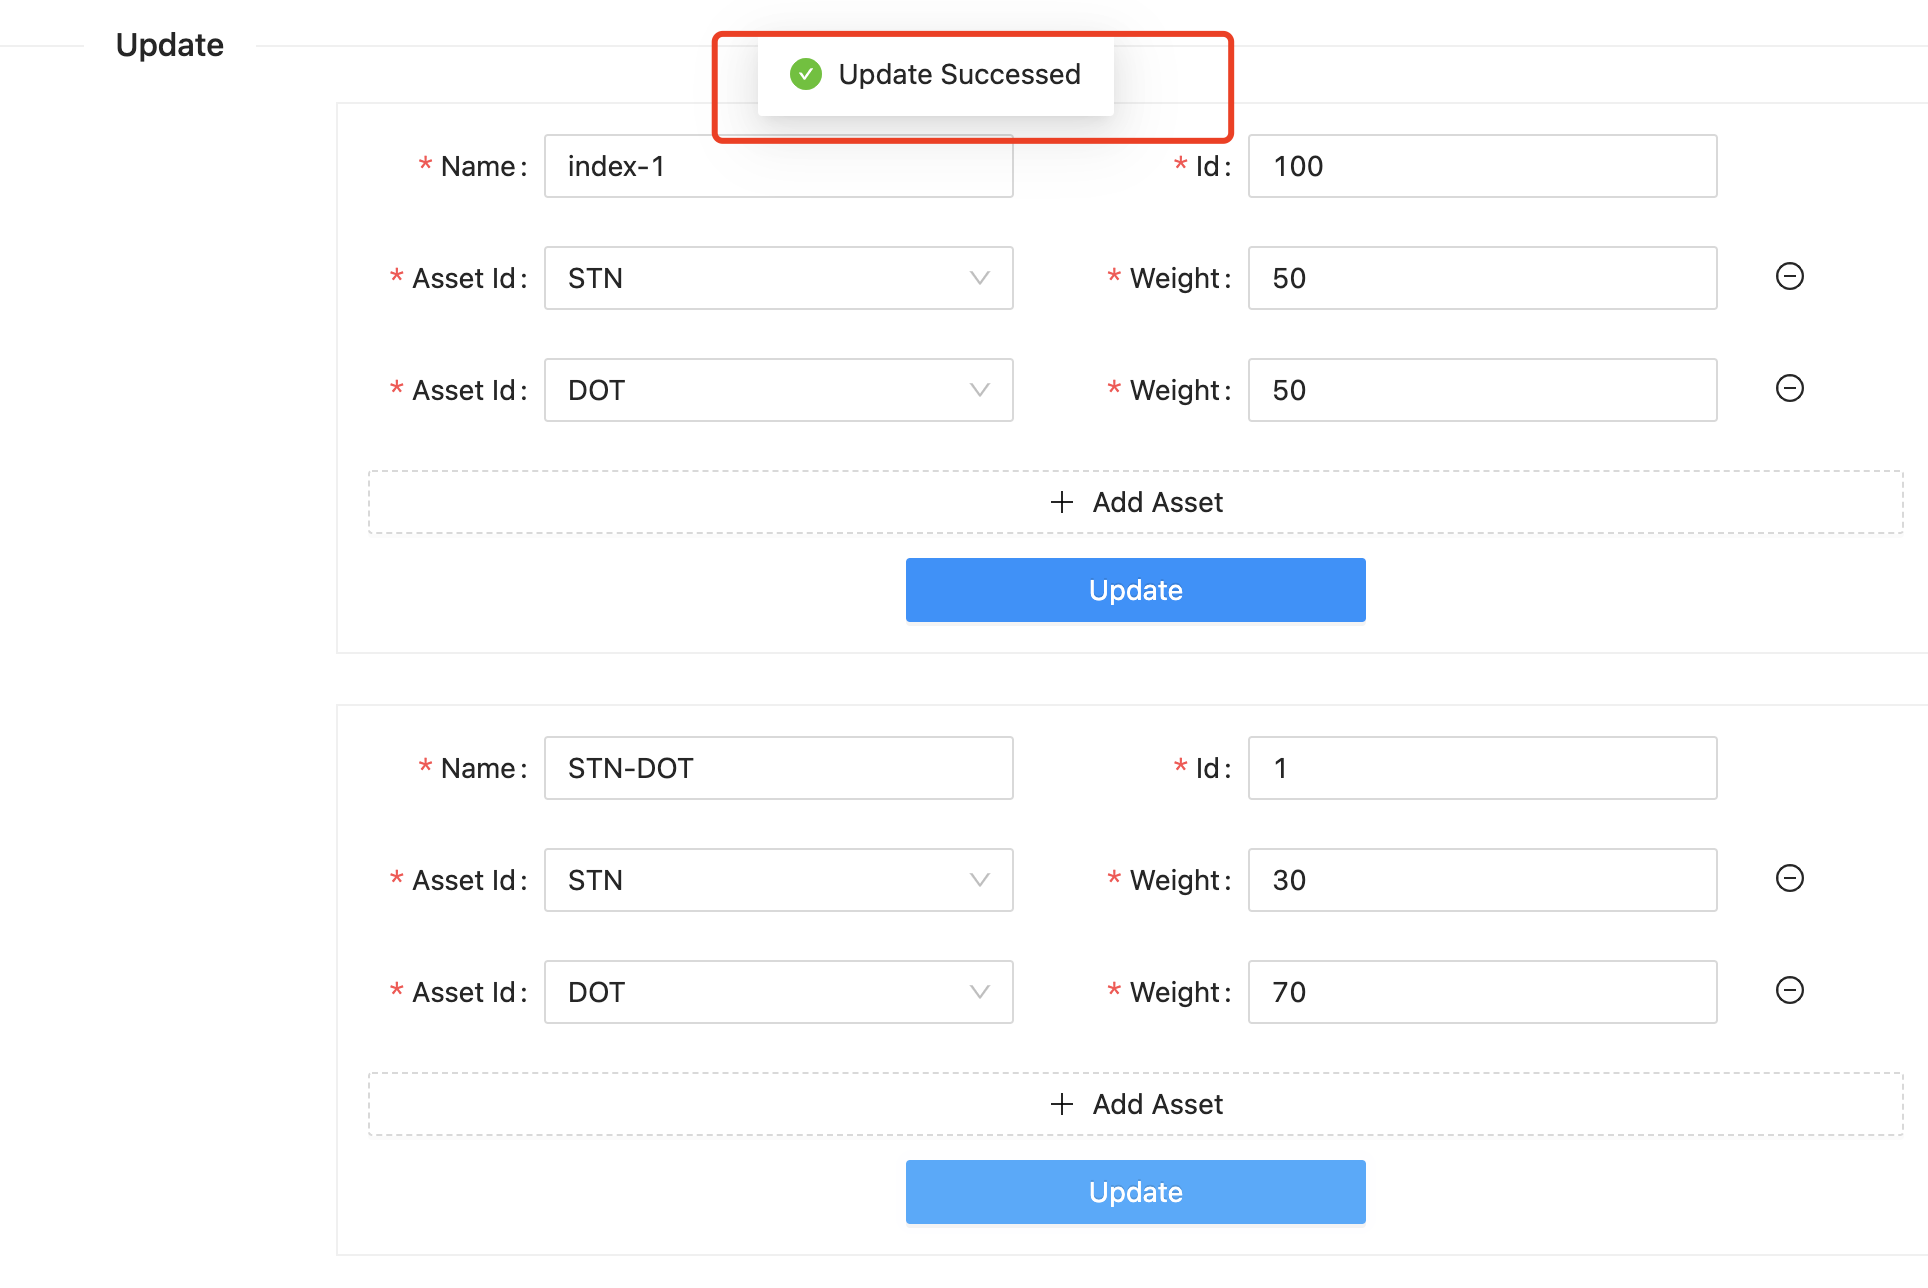 Update
Update Successed
* Name: index-1 * Id: 100
* Asset Id: STN * Weight: 50
* Asset Id: DOT * Weight: 50
+ Add Asset
Update
* Name: STN-DOT * Id: 1
* Asset Id: STN * Weight: 30
* Asset Id: DOT * Weight: 70
+ Add Asset
Update